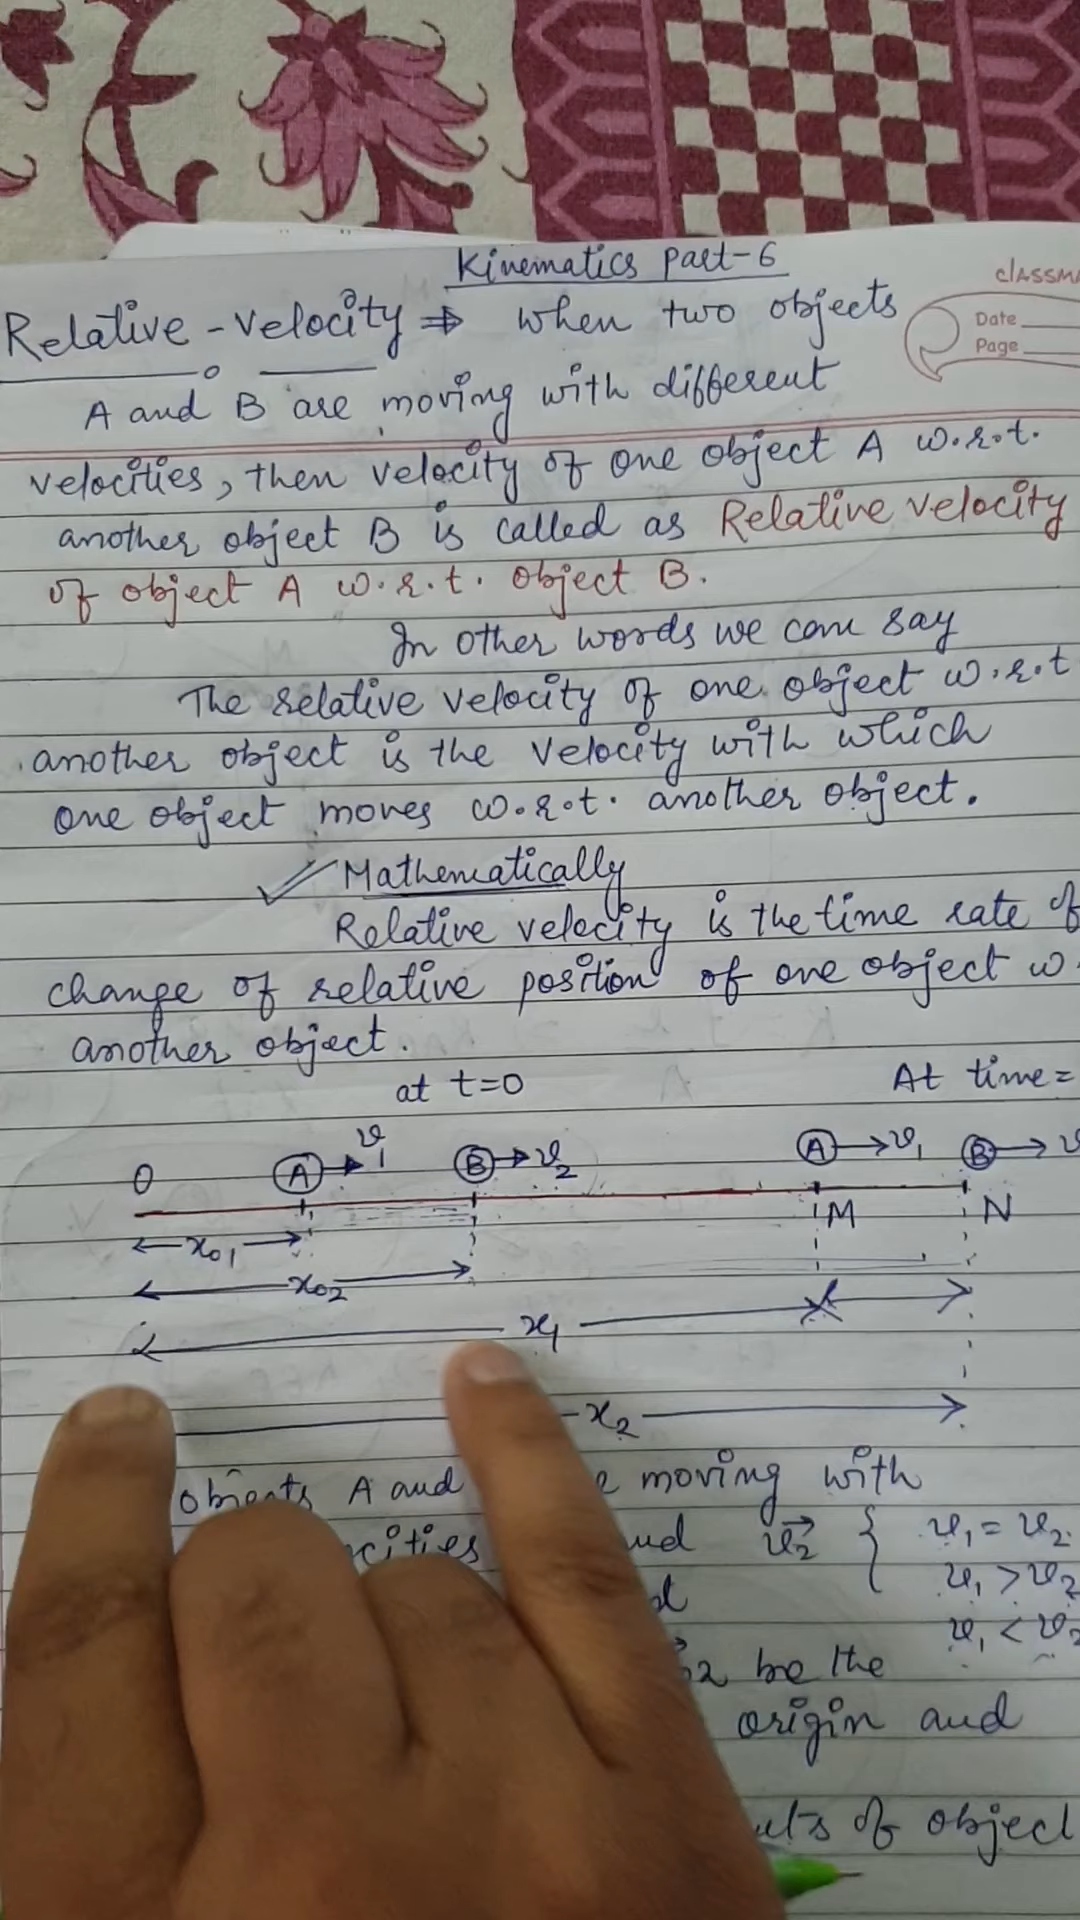 Kinematics Part-6
classm
Date
Page
Relative-velocity ⇒ when two objects
A and B are moving with different
velocities, then velocity of one object A w.r.t.
another object B is called as Relative velocity
of object A w.r.t. object B.
In other words we can say
The relative velocity of one object w.r.t
another object is the velocity with which
one object moves w.r.t. another object.
Mathematically
Relative velocity is the time rate of
change of relative position of one object w.
another object.
at t=0 At time=
O A → v₁ B → v₂ A → v₁ B → v
M N
x₀₁
x₀₂
x₁
x₂
objects A and moving with
v₂ { v₁ = v₂
v₁ > v₂
v₁ < v₂
be the
origin and
of object